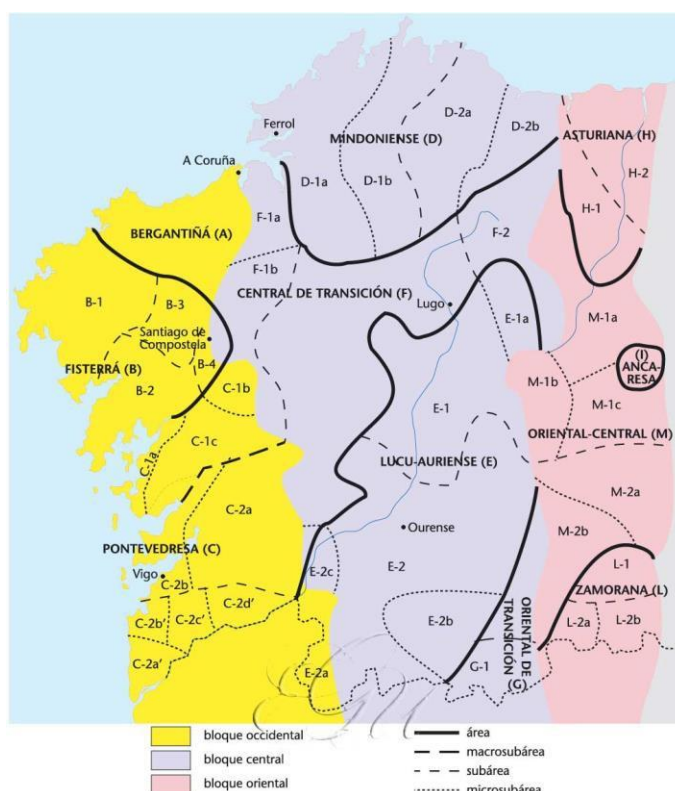 Ferrol
A Coruña
MINDONIENSE (D)
D-2a
D-2b
D-1a
D-1b
ASTURIANA (H)
H-2
H-1
BERGANTIÑÁ (A)
F-1a
F-1b
F-2
CENTRAL DE TRANSICIÓN (F)
Lugo
E-1a
M-1a
B-1
B-3
Santiago de
Compostela
FISTERRÁ (B)
B-4
B-2
C-1b
C-1c
C-1a
E-1
M-1b
(I)
ANCA-
RESA
M-1c
ORIENTAL-CENTRAL (M)
LUCU-AURIENSE (E)
C-2a
M-2a
Ourense
M-2b
PONTEVEDRESA (C)
Vigo
C-2b
E-2c
E-2
L-1
ZAMORANA (L)
C-2b'
C-2c'
C-2d'
E-2b
ORIENTAL DE
TRANSICIÓN
(G)
L-2a
L-2b
C-2a'
E-2a
G-1
bloque occidental
bloque central
bloque oriental
área
macrosubárea
subárea
microsubárea